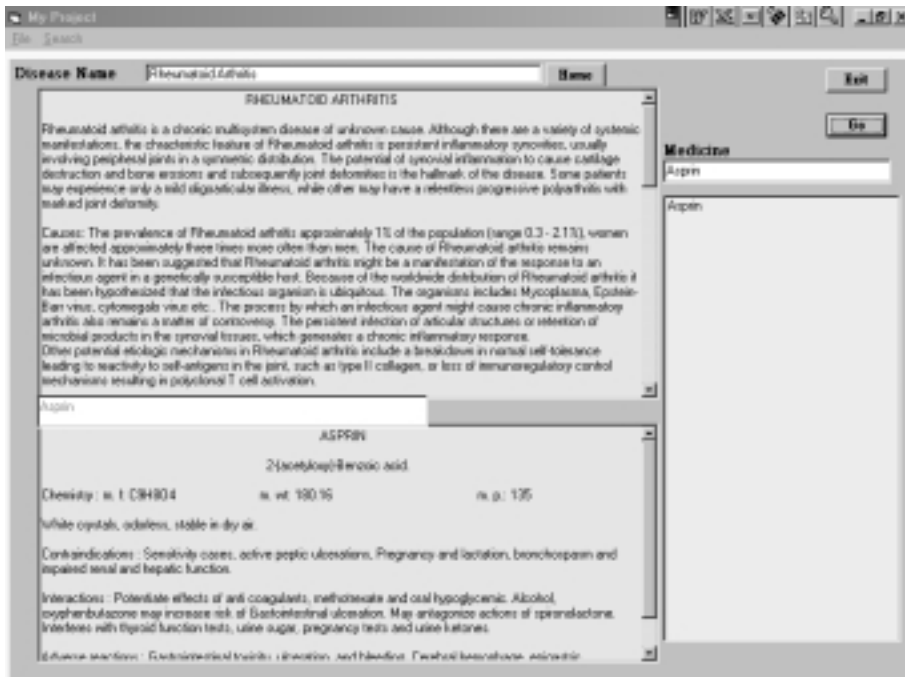 My Project
File Search
Disease Name Rheumatoid Arthritis Home
Exit
Go
RHEUMATOID ARTHRITIS
Rheumatoid arthritis is a chronic multisystem disease of unknown cause. Although there are a variety of systemic
manifestations, the chacteristic feature of Rheumatoid arthritis is persistent inflammatory synovities, usually
involving peripheral joints in a symmetric distribution. The potential of synovial inflammation to cause cartilage
destruction and bone erosions and subsequently joint deformities is the hallmark of the disease. Some patients
may experience only a mild oligoarticular illness, while other may have a relentless progressive polyarthritis with
marked joint deformity.
Causes: The prevalence of Rheumatoid arthritis approximately 1% of the population (range 0.3 - 2.1%), women
are affected approximately three times more often than men. The cause of Rheumatoid arthritis remains
unknown. It has been suggested that Rheumatoid arthritis might be a manifestation of the response to an
infectious agent in a genetically susceptible host. Because of the worldwide distribution of Rheumatoid arthritis it
has been hypothesized that the infectious organism is ubiquitous. The organisms includes Mycoplasma, Epstein-
Barr virus, cytomegalo virus etc.. The process by which an infectious agent might cause chronic inflammatory
arthritis also remains a matter of controversy. The persistent infection of articular structures or retention of
microbial products in the synovial tissues, which generates a chronic inflammatory response.
Other potential etiologic mechanisms in Rheumatoid arthritis include a breakdown in normal self-tolerance
leading to reactivity to self-antigens in the joint, such as type II collagen, or loss of immunoregulatory control
mechanisms resulting in polyclonal T cell activation.
Medicine
Asprin
Asprin
Asprin
ASPRIN
2-(acetyloxy)-Benzoic acid.
Chemistry : m. f. C9H8O4 m. wt: 180.16 m. p.: 135
White crystals, odorless, stable in dry air.
Contraindications : Sensitivity cases, active peptic ulcerations, Pregnancy and lactation, bronchospasm and
impaired renal and hepatic function.
Interactions : Potentiate effects of anti coagulants, methotrexate and oral hypoglycemic. Alcohol,
oxyphenbutazone may increase risk of Gastointestinal ulceration. May antagonize actions of spironolactone.
Interferes with thyroid function tests, urine sugar, pregnancy tests and urine ketones.
Adverse reactions : Gastrointestinal toxicity, ulceration, and bleeding. Cerebral hemorrhage, epigastric